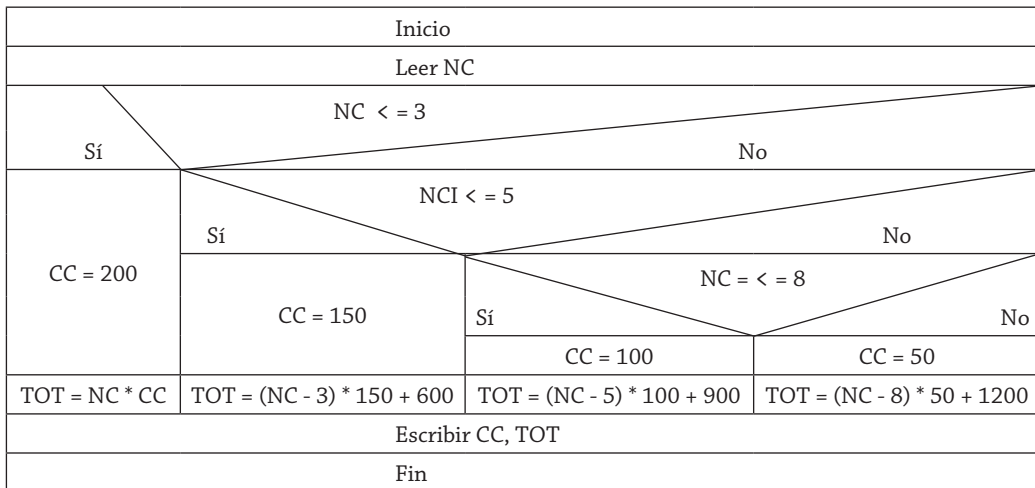 Inicio
Leer NC
NC < = 3
Sí
No
NCI < = 5
Sí
No
CC = 200
NC = < = 8
CC = 150
Sí
No
CC = 100
CC = 50
TOT = NC * CC
TOT = (NC - 3) * 150 + 600
TOT = (NC - 5) * 100 + 900
TOT = (NC - 8) * 50 + 1200
Escribir CC, TOT
Fin